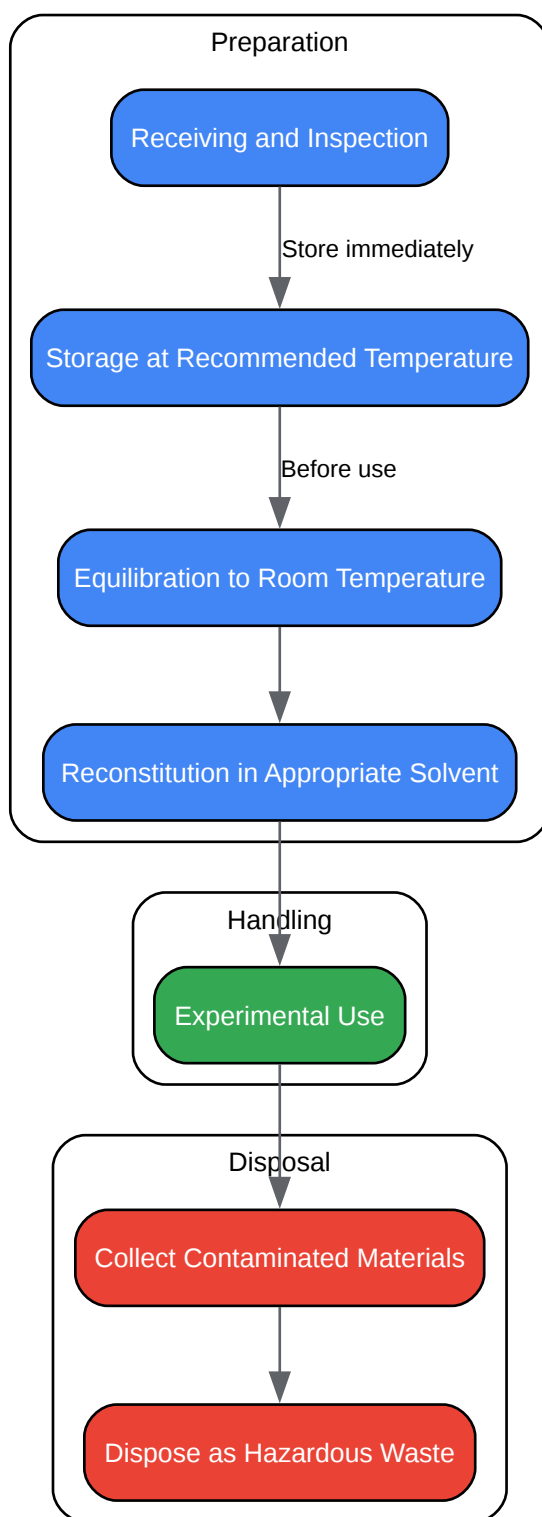 Preparation
Receiving and Inspection
Store immediately
Storage at Recommended Temperature
Before use
Equilibration to Room Temperature
Reconstitution in Appropriate Solvent
Handling
Experimental Use
Disposal
Collect Contaminated Materials
Dispose as Hazardous Waste